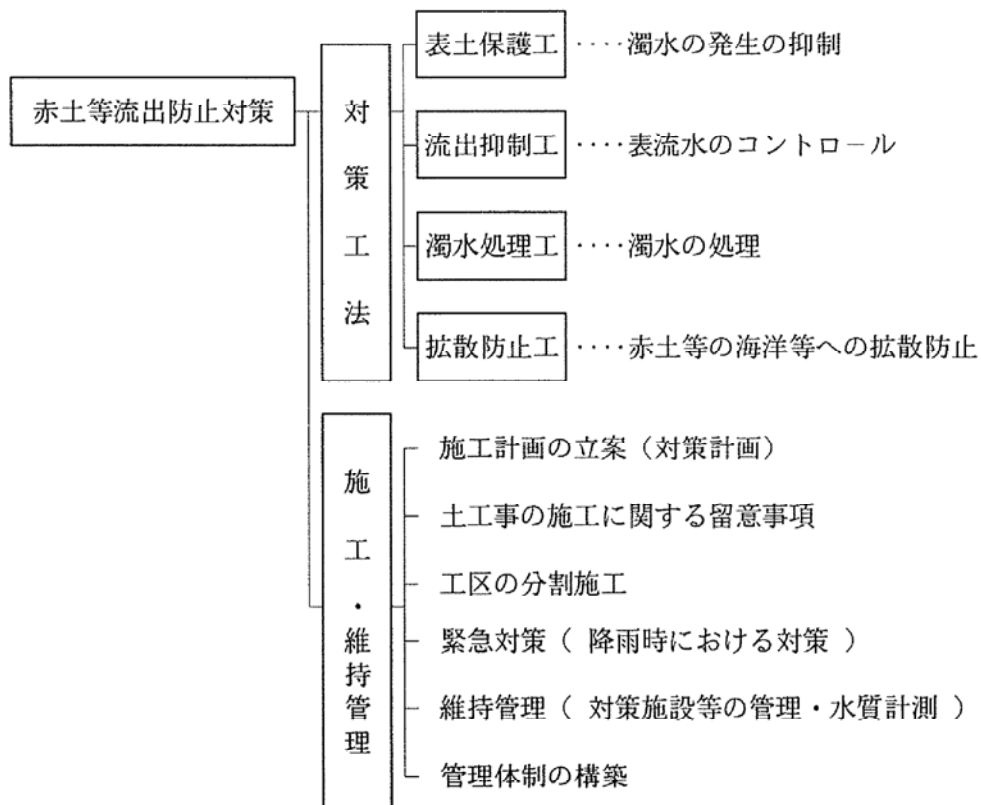 赤土等流出防止対策
対策工法
表土保護工 ‥‥濁水の発生の抑制
流出抑制工 ‥‥表流水のコントロール
濁水処理工 ‥‥濁水の処理
拡散防止工 ‥‥赤土等の海洋等への拡散防止
施工・維持管理
施工計画の立案（対策計画）
土工事の施工に関する留意事項
工区の分割施工
緊急対策（ 降雨時における対策 ）
維持管理（ 対策施設等の管理・水質計測 ）
管理体制の構築